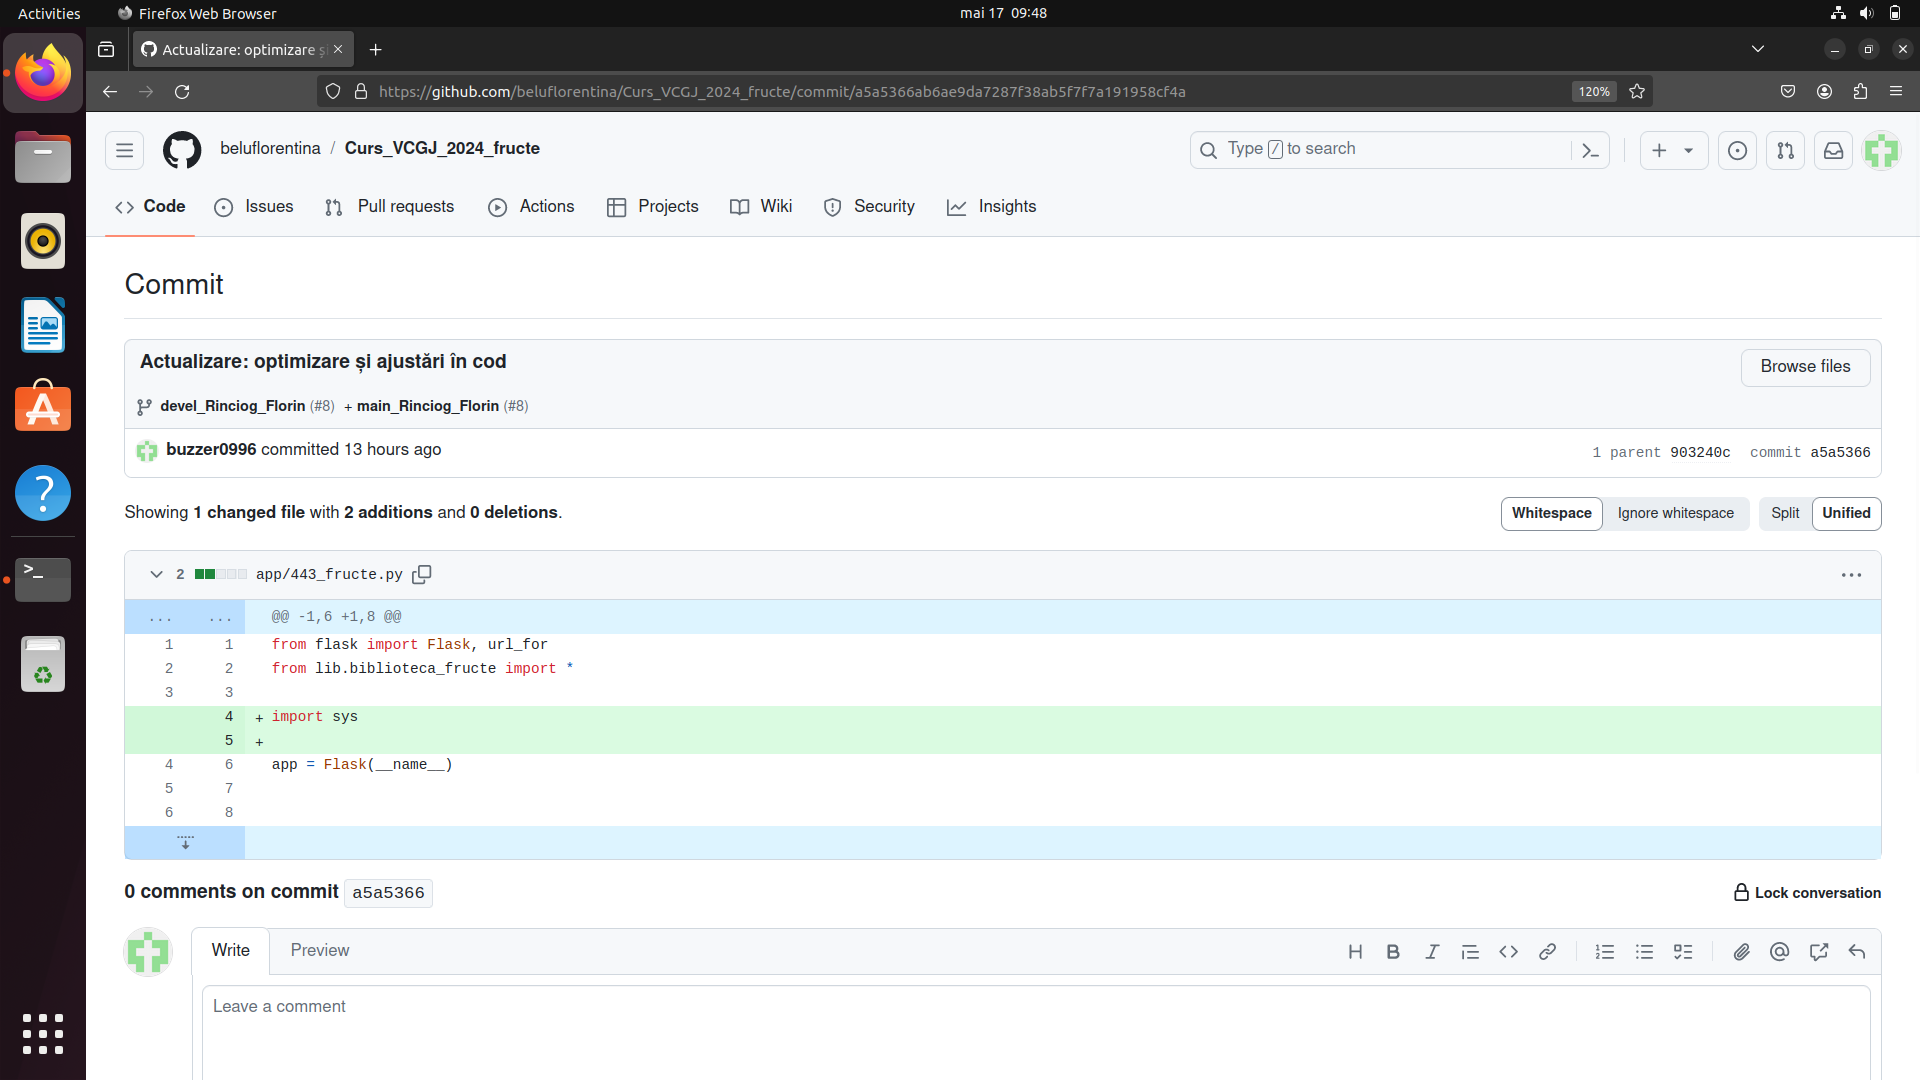 Activities
Firefox Web Browser
mai 17 09:48
Actualizare: optimizare și
https://github.com/beluflorentina/Curs_VCGJ_2024_fructe/commit/a5a5366ab6ae9da7287f38ab5f7f7a191958cf4a
120%
beluflorentina / Curs_VCGJ_2024_fructe
Type / to search
Code
Issues
Pull requests
Actions
Projects
Wiki
Security
Insights
Commit
Actualizare: optimizare și ajustări în cod
Browse files
devel_Rinciog_Florin (#8) + main_Rinciog_Florin (#8)
buzzer0996 committed 13 hours ago
1 parent 903240c commit a5a5366
Showing 1 changed file with 2 additions and 0 deletions.
Whitespace
Ignore whitespace
Split
Unified
2 app/443_fructe.py
... ... @@ -1,6 +1,8 @@
1 1 from flask import Flask, url_for
2 2 from lib.biblioteca_fructe import *
3 3
4 + import sys
5 +
4 6 app = Flask(__name__)
5 7
6 8
0 comments on commit a5a5366
Lock conversation
Write
Preview
Leave a comment